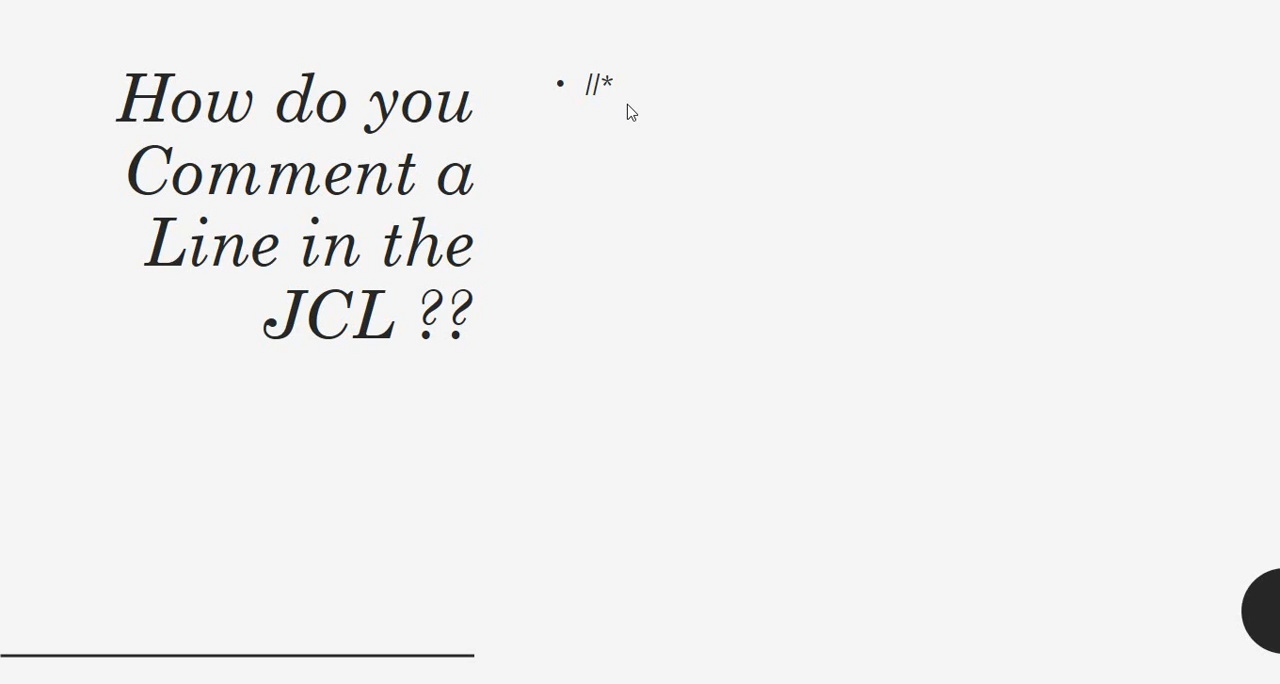 How do you
Comment a
Line in the
JCL ??
• //*